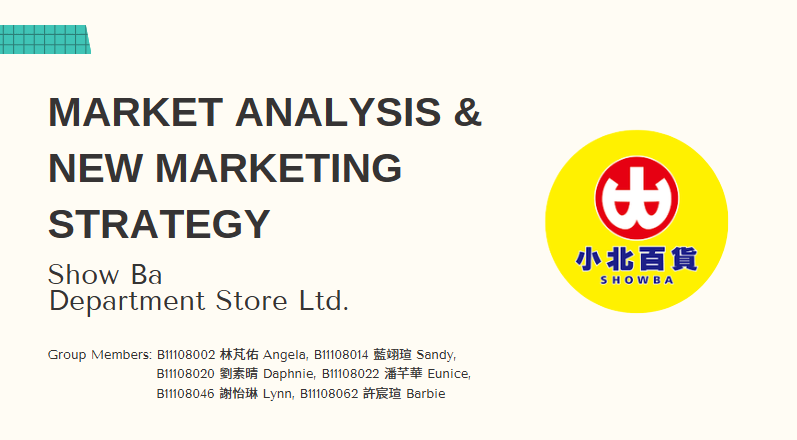 MARKET ANALYSIS &
NEW MARKETING
STRATEGY
Show Ba
Department Store Ltd.
小北百貨
SHOWBA
Group Members: B11108002 林芃佑 Angela, B11108014 藍翊瑄 Sandy,
B11108020 劉素晴 Daphnie, B11108022 潘芊華 Eunice,
B11108046 謝怡琳 Lynn, B11108062 許宸瑄 Barbie